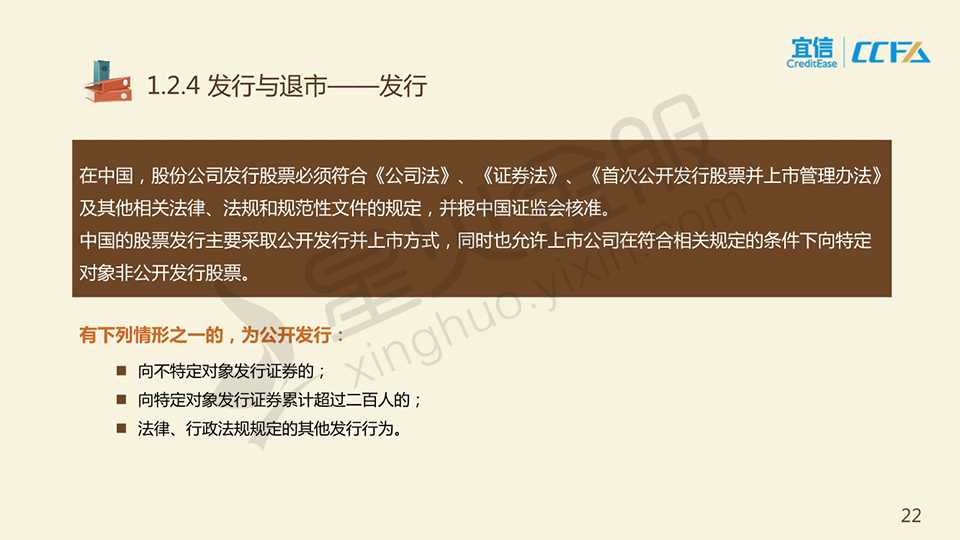 宜信
CreditEase
CCFA
1.2.4 发行与退市——发行
在中国，股份公司发行股票必须符合《公司法》、《证券法》、《首次公开发行股票并上市管理办法》
及其他相关法律、法规和规范性文件的规定，并报中国证监会核准。
中国的股票发行主要采取公开发行并上市方式，同时也允许上市公司在符合相关规定的条件下向特定
对象非公开发行股票。
有下列情形之一的，为公开发行：
■ 向不特定对象发行证券的；
■ 向特定对象发行证券累计超过二百人的；
■ 法律、行政法规规定的其他发行行为。
星火金服
xinghuo.yixin.com
22